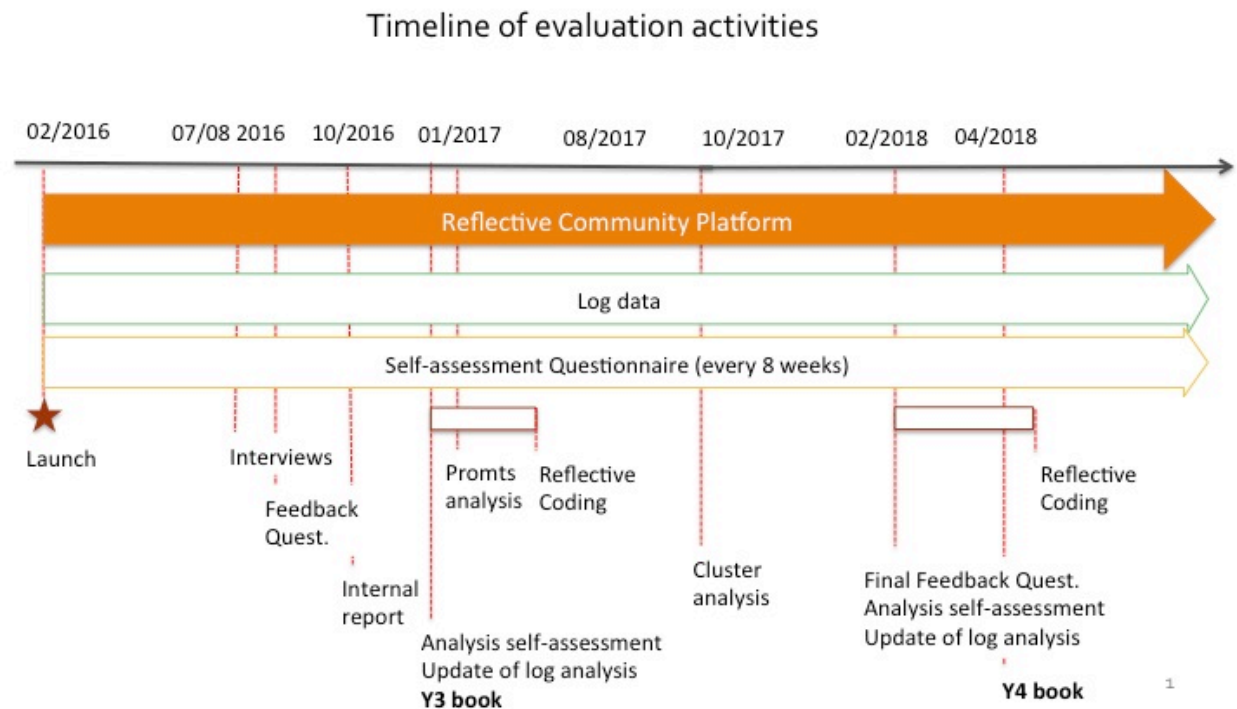 Timeline of evaluation activities
02/2016
07/08 2016
10/2016
01/2017
08/2017
10/2017
02/2018
04/2018
Reflective Community Platform
Log data
Self-assessment Questionnaire (every 8 weeks)
Launch
Interviews
Feedback
Quest.
Internal
report
Promts
analysis
Reflective
Coding
Analysis self-assessment
Update of log analysis
Y3 book
Cluster
analysis
Final Feedback Quest.
Analysis self-assessment
Update of log analysis
Reflective
Coding
Y4 book
1